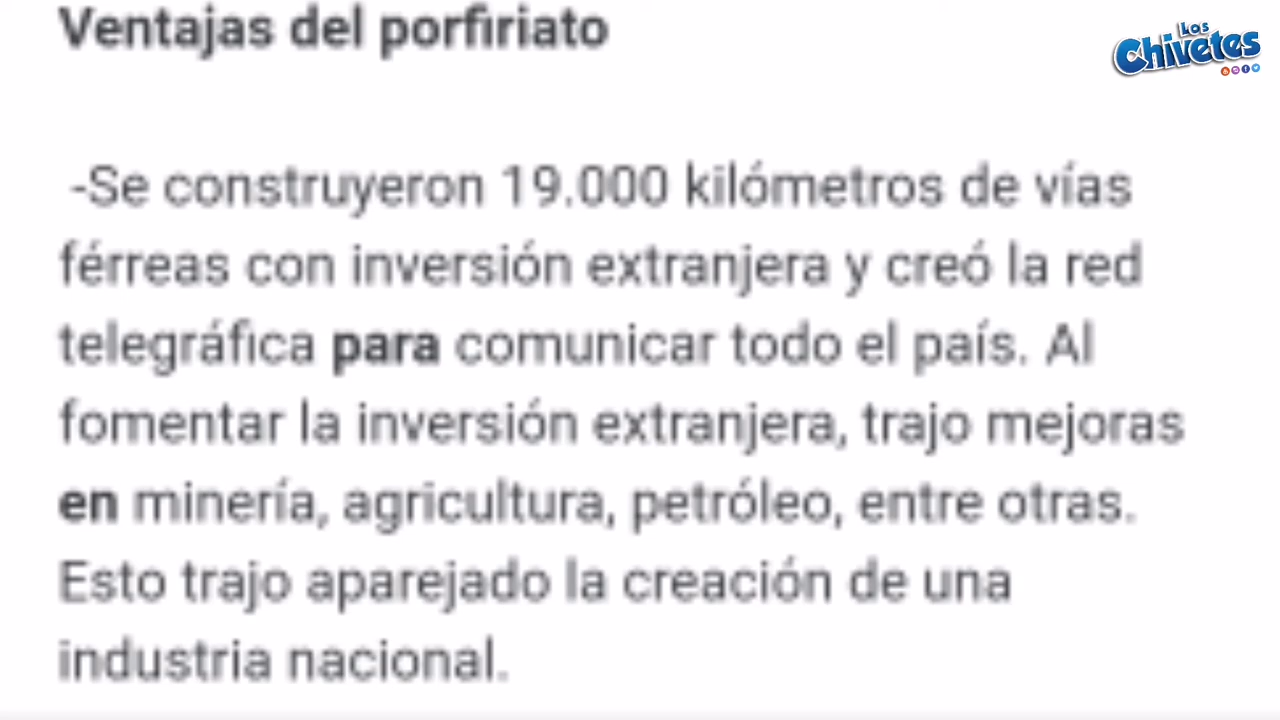 Ventajas del porfiriato
Los
Chivetes
-Se construyeron 19.000 kilómetros de vías
férreas con inversión extranjera y creó la red
telegráfica para comunicar todo el país. Al
fomentar la inversión extranjera, trajo mejoras
en minería, agricultura, petróleo, entre otras.
Esto trajo aparejado la creación de una
industria nacional.